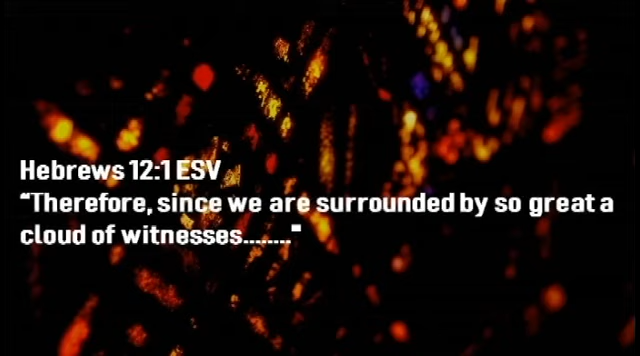 Hebrews 12:1 ESV
“Therefore, since we are surrounded by so great a
cloud of witnesses........"